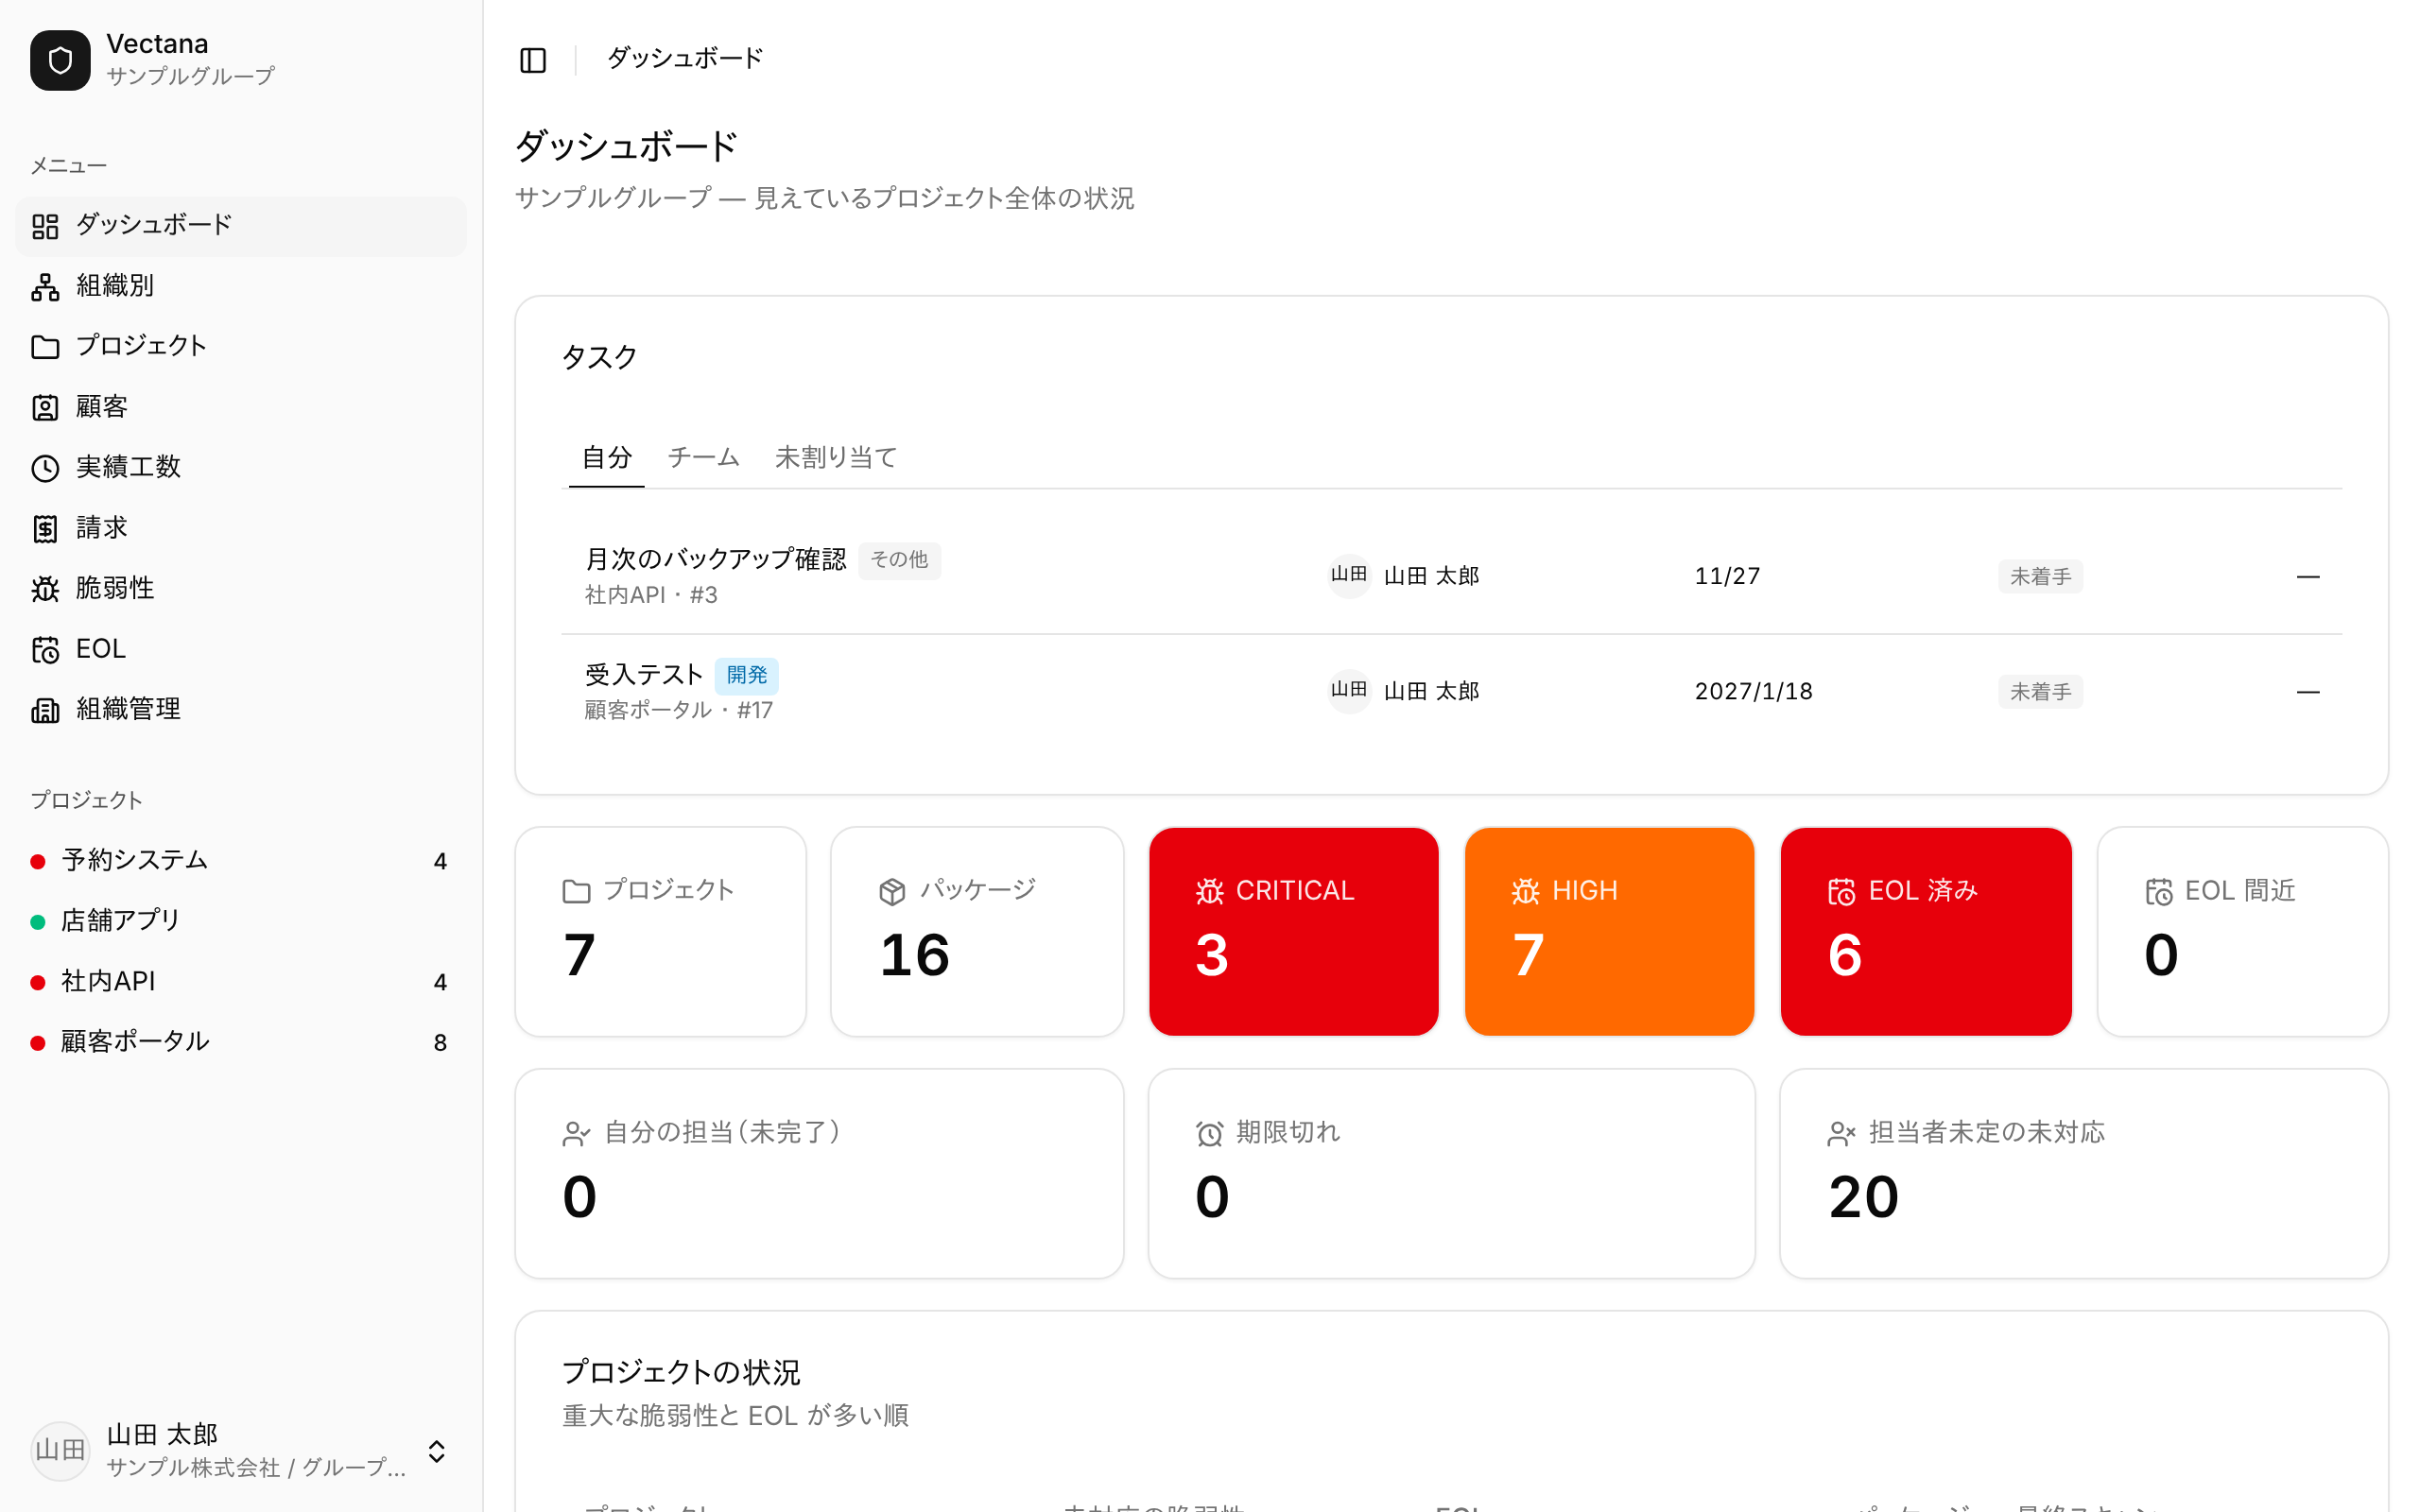 Vectana
サンプルグループ
メニュー
ダッシュボード
組織別
プロジェクト
顧客
実績工数
請求
脆弱性
EOL
組織管理
プロジェクト
予約システム 4
店舗アプリ
社内API 4
顧客ポータル 8
山田
山田 太郎
サンプル株式会社 / グループ...
ダッシュボード
ダッシュボード
サンプルグループ — 見えているプロジェクト全体の状況
タスク
自分 チーム 未割り当て
月次のバックアップ確認 その他
社内API・#3
山田 山田 太郎 11/27 未着手 —
受入テスト 開発
顧客ポータル・#17
山田 山田 太郎 2027/1/18 未着手 —
プロジェクト
7
パッケージ
16
CRITICAL
3
HIGH
7
EOL 済み
6
EOL 間近
0
自分の担当（未完了）
0
期限切れ
0
担当者未定の未対応
20
プロジェクトの状況
重大な脆弱性と EOL が多い順